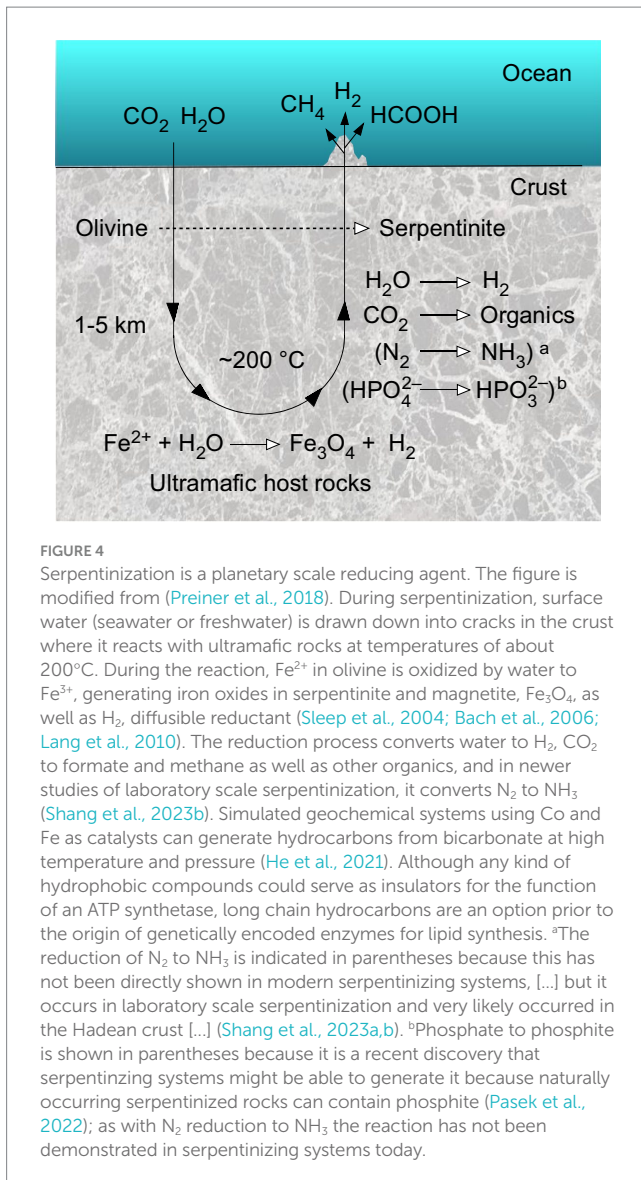 Ocean
CO₂ H₂O
CH₄ H₂ HCOOH
Crust
Olivine Serpentinite
H₂O → H₂
CO₂ → Organics
(N₂ → NH₃) ᵃ
(HPO₄²⁻ → HPO₃²⁻)ᵇ
1-5 km
~200 °C
Fe²⁺ + H₂O → Fe₃O₄ + H₂
Ultramafic host rocks
FIGURE 4
Serpentinization is a planetary scale reducing agent. The figure is
modified from (Preiner et al., 2018). During serpentinization, surface
water (seawater or freshwater) is drawn down into cracks in the crust
where it reacts with ultramafic rocks at temperatures of about
200°C. During the reaction, Fe²⁺ in olivine is oxidized by water to
Fe³⁺, generating iron oxides in serpentinite and magnetite, Fe₃O₄, as
well as H₂, diffusible reductant (Sleep et al., 2004; Bach et al., 2006;
Lang et al., 2010). The reduction process converts water to H₂, CO₂
to formate and methane as well as other organics, and in newer
studies of laboratory scale serpentinization, it converts N₂ to NH₃
(Shang et al., 2023b). Simulated geochemical systems using Co and
Fe as catalysts can generate hydrocarbons from bicarbonate at high
temperature and pressure (He et al., 2021). Although any kind of
hydrophobic compounds could serve as insulators for the function
of an ATP synthetase, long chain hydrocarbons are an option prior to
the origin of genetically encoded enzymes for lipid synthesis. ᵃThe
reduction of N₂ to NH₃ is indicated in parentheses because this has
not been directly shown in modern serpentinizing systems, [...] but it
occurs in laboratory scale serpentinization and very likely occurred in
the Hadean crust [...] (Shang et al., 2023a,b). ᵇPhosphate to phosphite
is shown in parentheses because it is a recent discovery that
serpentinzing systems might be able to generate it because naturally
occurring serpentinized rocks can contain phosphite (Pasek et al.,
2022); as with N₂ reduction to NH₃ the reaction has not been
demonstrated in serpentinizing systems today.